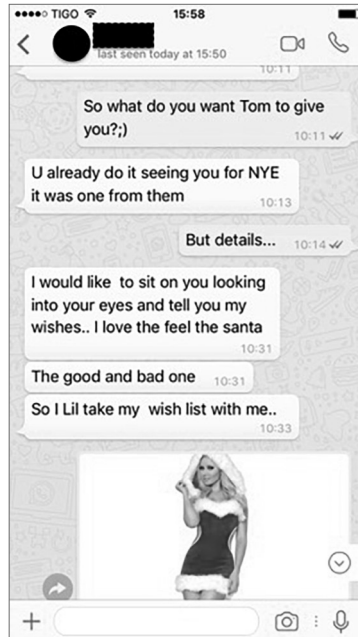 TIGO 15:58
last seen today at 15:50
10:11
So what do you want Tom to give
you?;)
10:11
U already do it seeing you for NYE
it was one from them
10:13
But details...
10:14
I would like to sit on you looking
into your eyes and tell you my
wishes.. I love the feel the santa
10:31
The good and bad one
10:31
So I Lil take my wish list with me..
10:33